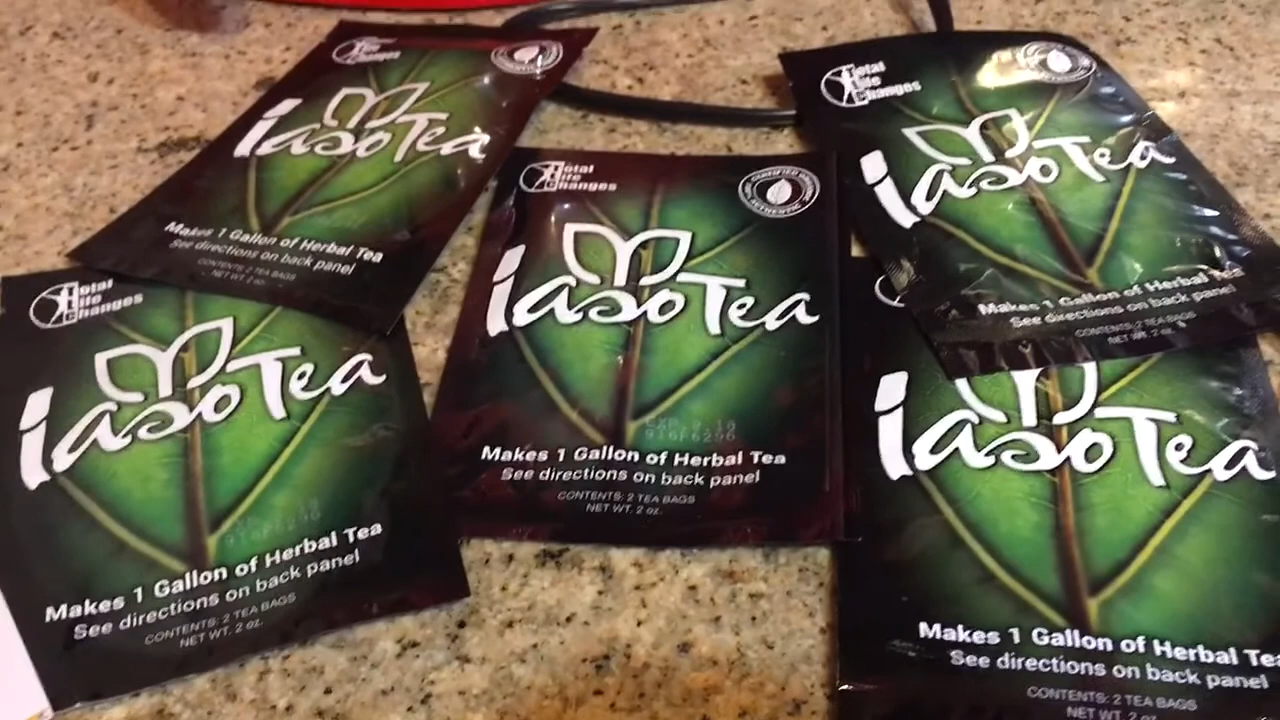 Total
Life
Changes
iasoTea
Makes 1 Gallon of Herbal Tea
See directions on back panel
CONTENTS: 2 TEA BAGS
NET WT. 2 oz.
Total
Life
Changes
iasoTea
Makes 1 Gallon of Herbal Tea
See directions on back panel
CONTENTS: 2 TEA BAGS
NET WT. 2 oz.
Total
Life
Changes
CERTIFIED
AUTHENTIC
iasoTea
916F6296
Makes 1 Gallon of Herbal Tea
See directions on back panel
CONTENTS: 2 TEA BAGS
NET WT. 2 oz.
Total
Life
Changes
iasoTea
Makes 1 Gallon of Herbal Tea
See directions on back panel
CONTENTS: 2 TEA BAGS
NET WT. 2 oz.
iasoTea
Makes 1 Gallon of Herbal Tea
See directions on back panel
CONTENTS: 2 TEA BAGS
NET WT. 2 oz.